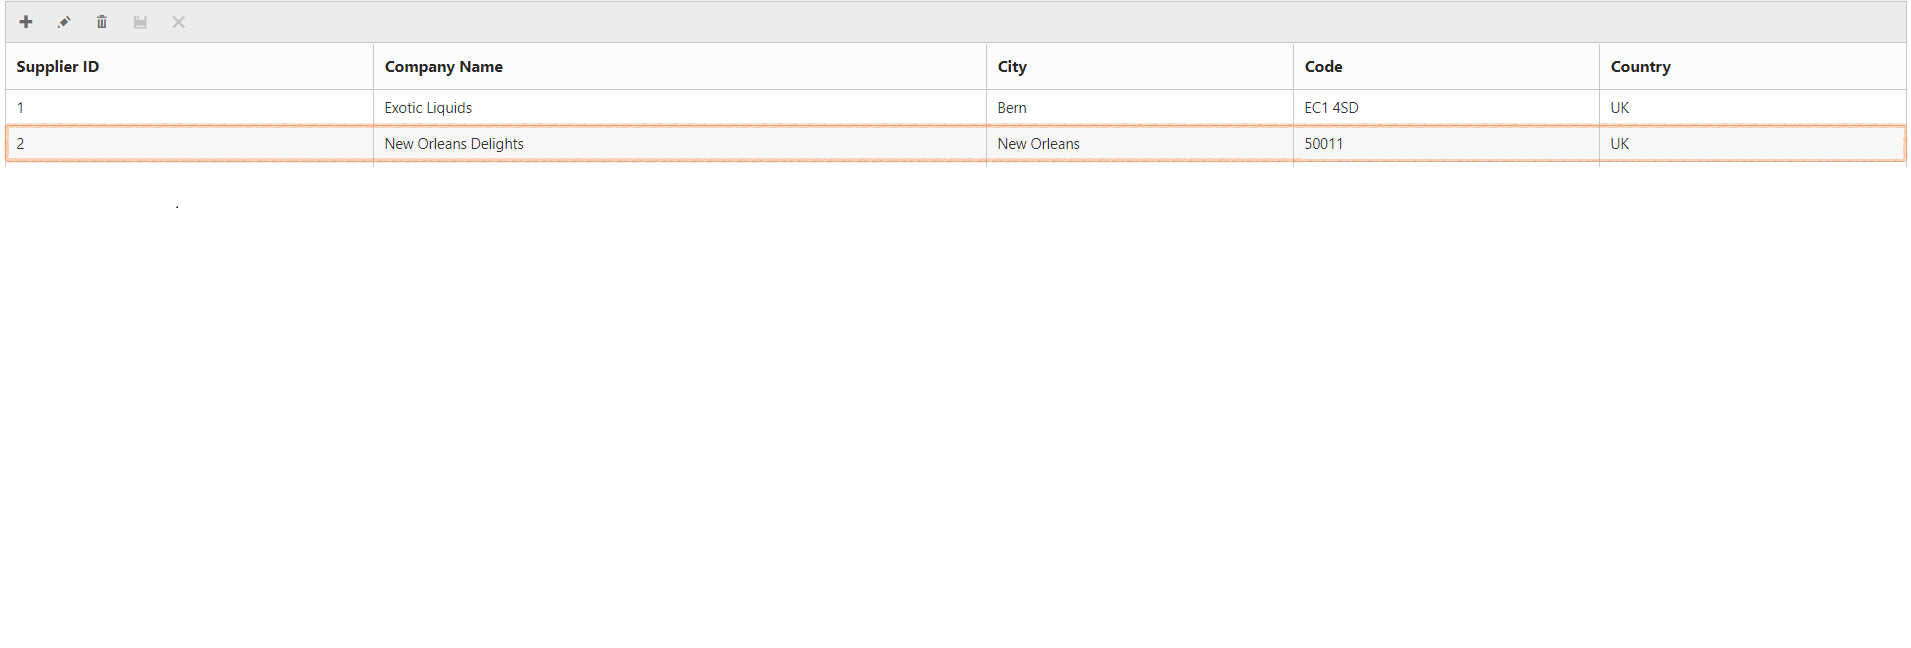 Supplier ID Company Name City Code Country
1 Exotic Liquids Bern EC1 4SD UK
2 New Orleans Delights New Orleans 50011 UK
.